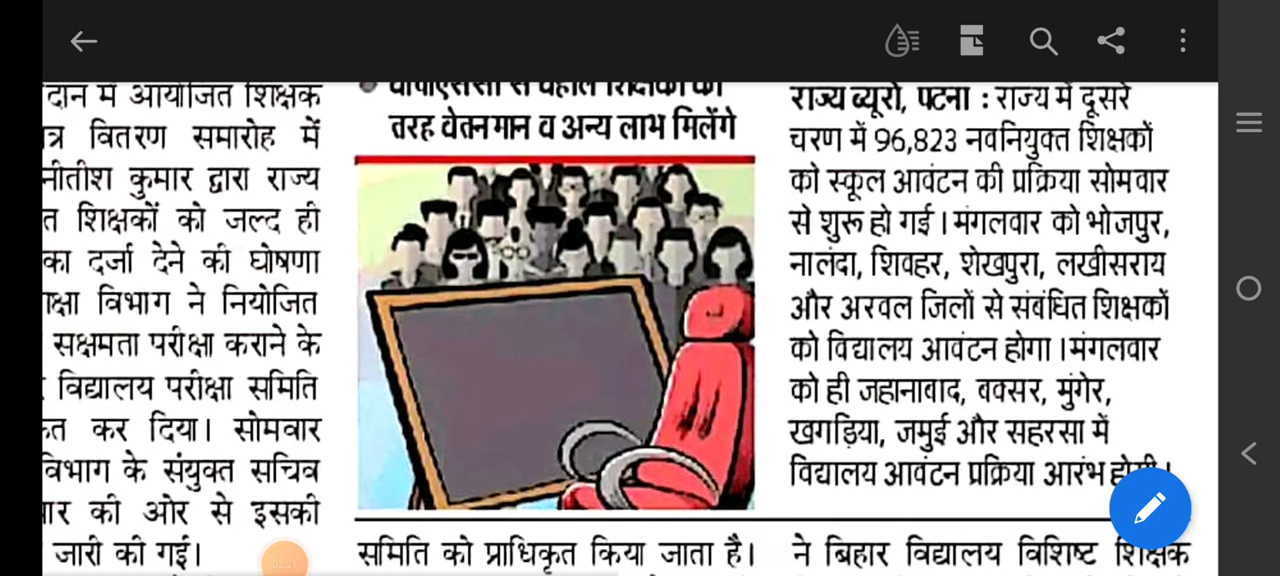 दान में आयोजित शिक्षक
त्र वितरण समारोह में
नीतीश कुमार द्वारा राज्य
त शिक्षकों को जल्द ही
का दर्जा देने की घोषणा
क्षा विभाग ने नियोजित
सक्षमता परीक्षा कराने के
विद्यालय परीक्षा समिति
कृत कर दिया। सोमवार
विभाग के संयुक्त सचिव
की ओर से इसकी
जारी की गई।
तरह वेतनमान व अन्य लाभ मिलेंगे
समिति को प्राधिकृत किया जाता है।
राज्य ब्यूरो, पटना : राज्य में दूसरे
चरण में 96,823 नवनियुक्त शिक्षकों
को स्कूल आवंटन की प्रक्रिया सोमवार
से शुरू हो गई। मंगलवार को भोजपुर,
नालंदा, शिवहर, शेखपुरा, लखीसराय
और अरवल जिलों से संबंधित शिक्षकों
को विद्यालय आवंटन होगा। मंगलवार
को ही जहानाबाद, बक्सर, मुंगेर,
खगड़िया, जमुई और सहरसा में
विद्यालय आवंटन प्रक्रिया आरंभ होगी।
ने बिहार विद्यालय विशिष्ट शिक्षक
02:21